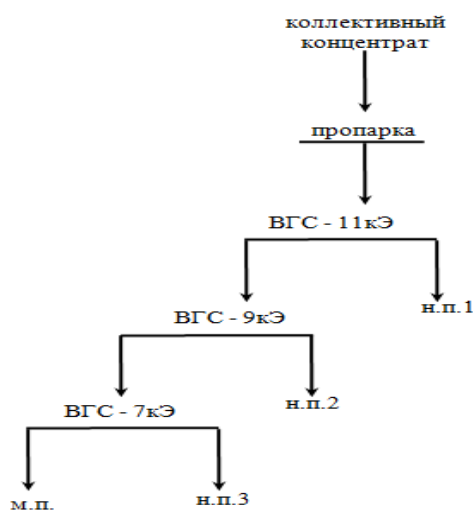 коллективный
концентрат
пропарка
ВГС - 11кЭ
н.п.1
ВГС - 9кЭ
н.п.2
ВГС - 7кЭ
м.п.
н.п.3